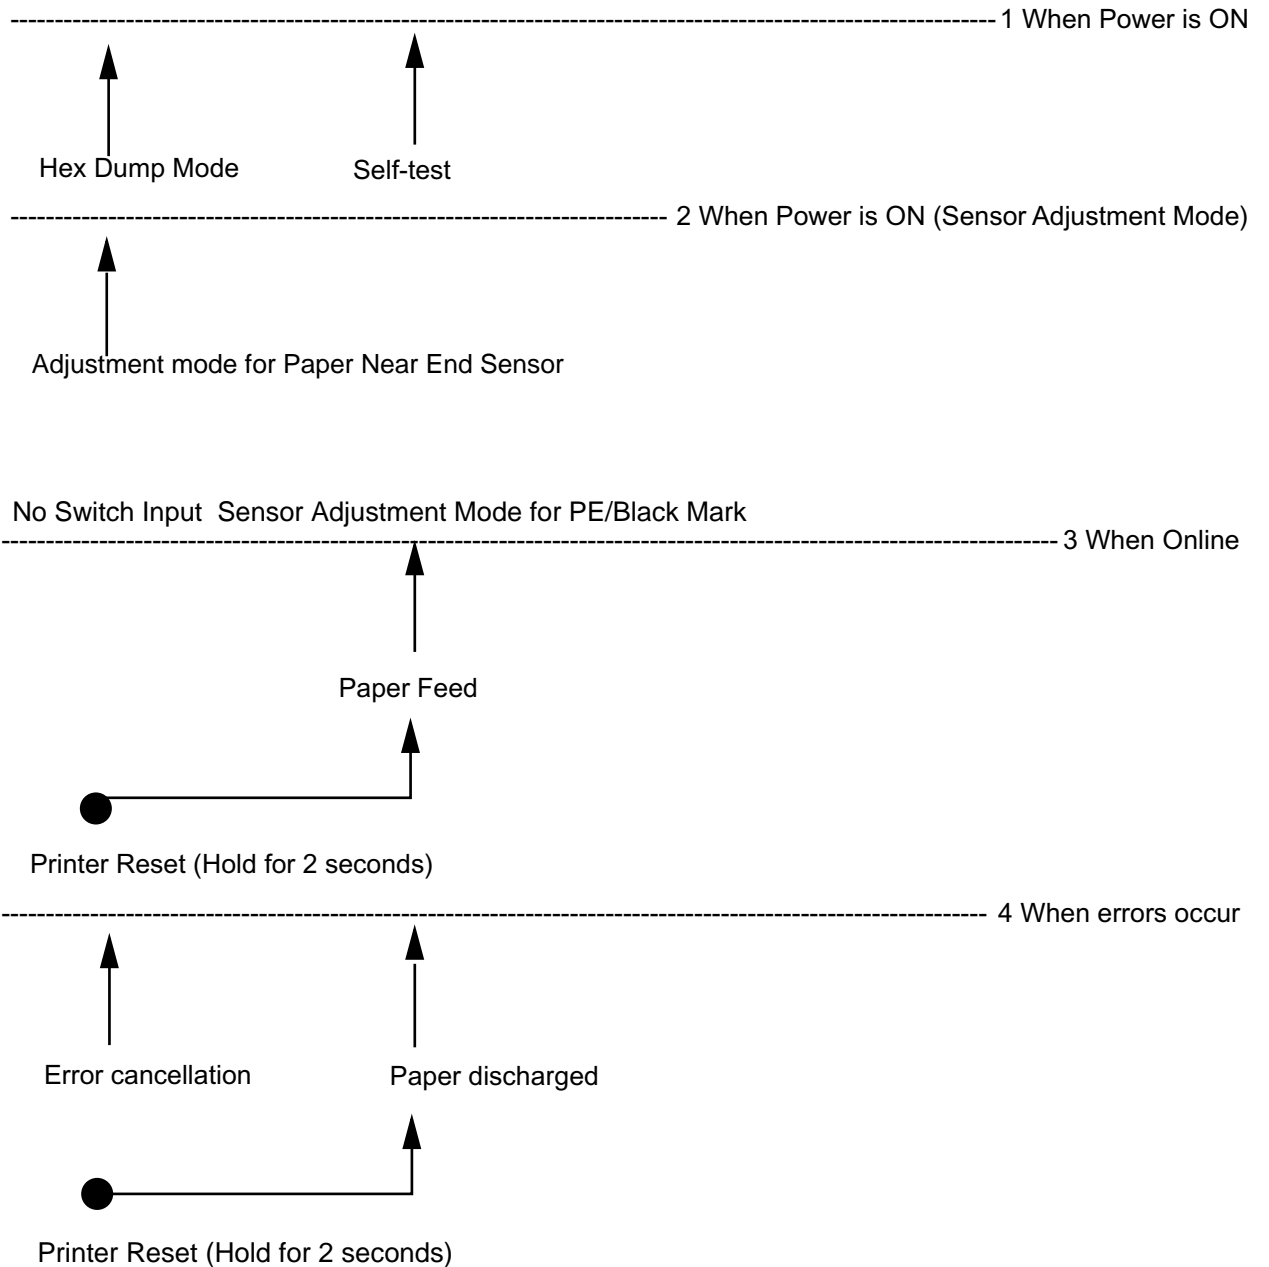 1 When Power is ON
Hex Dump Mode
Self-test
2 When Power is ON (Sensor Adjustment Mode)
Adjustment mode for Paper Near End Sensor
No Switch Input  Sensor Adjustment Mode for PE/Black Mark
3 When Online
Paper Feed
Printer Reset (Hold for 2 seconds)
4 When errors occur
Error cancellation
Paper discharged
Printer Reset (Hold for 2 seconds)